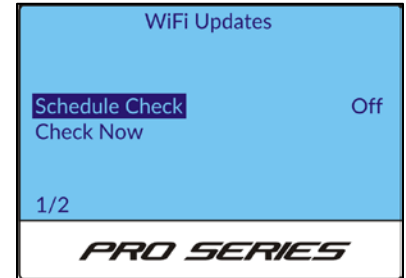 WiFi Updates
Schedule Check Off
Check Now
1/2
PRO SERIES